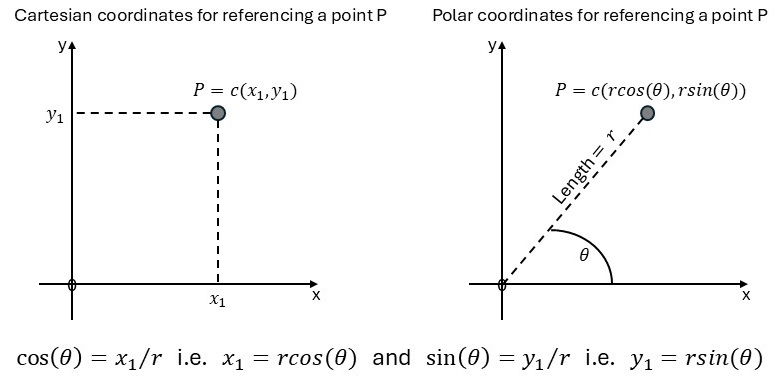 Cartesian coordinates for referencing a point P
y
P = c(x₁,y₁)
y₁
0
x₁
x
Polar coordinates for referencing a point P
y
P = c(rcos(θ),rsin(θ))
Length = r
θ
0
x
cos(θ) = x₁/r i.e. x₁ = rcos(θ) and sin(θ) = y₁/r i.e. y₁ = rsin(θ)